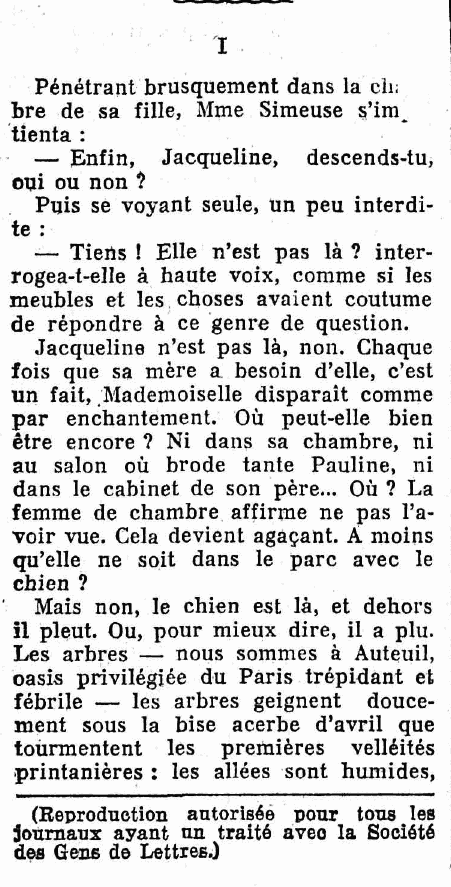 I
Pénétrant brusquement dans la
bre de sa fille, Mme Simeuse s'im
tienta :
— Enfin, Jacqueline, descends-tu,
oui ou non ?
Puis se voyant seule, un peu interdi-
te :
— Tiens ! Elle n'est pas là ? inter-
rogea-t-elle à haute voix, comme si les
meubles et les choses avaient coutume
de répondre à ce genre de question.
Jacqueline n'est pas là, non. Chaque
fois que sa mère a besoin d'elle, c'est
un fait, Mademoiselle disparaît comme
par enchantement. Où peut-elle bien
être encore ? Ni dans sa chambre, ni
au salon où brode tante Pauline, ni
dans le cabinet de son père... Où ? La
femme de chambre affirme ne pas l'a-
voir vue. Cela devient agaçant. A moins
qu'elle ne soit dans le parc avec le
chien ?
Mais non, le chien est là, et dehors
il pleut. Ou, pour mieux dire, il a plu.
Les arbres — nous sommes à Auteuil,
oasis privilégiée du Paris trépidant et
fébrile — les arbres geignent douce-
ment sous la bise acerbe d'avril que
tourmentent les premières velléités
printanières : les allées sont humides,
(Reproduction autorisée pour tous les
journaux ayant un traité avec la Société
des Gens de Lettres.)